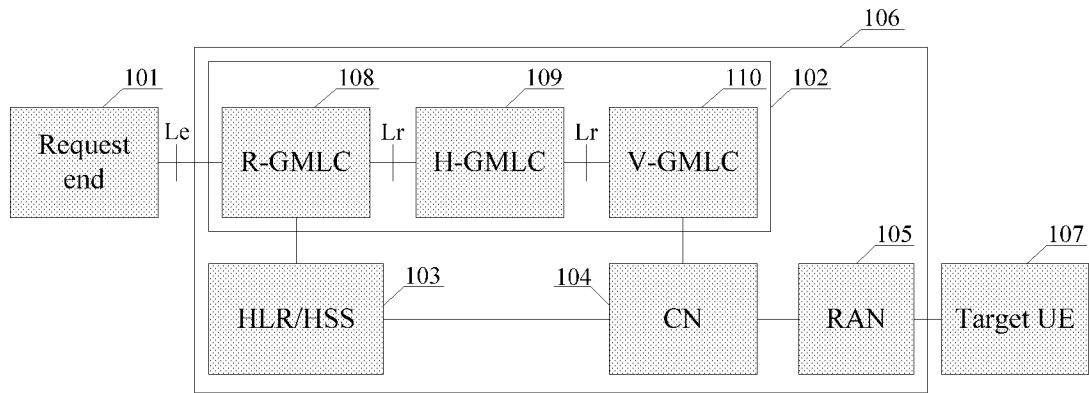 106
101
108
109
110
102
Le
Lr
Lr
Request
end
R-GMLC
H-GMLC
V-GMLC
103
104
105
107
HLR/HSS
CN
RAN
Target UE